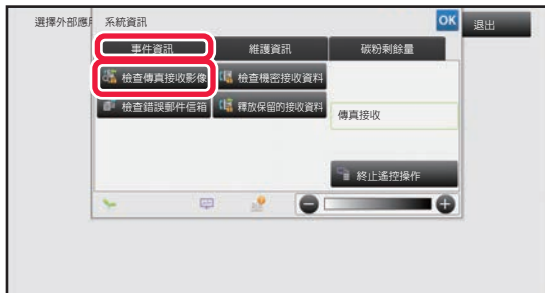 選擇外部應
系統資訊
OK
退出
事件資訊
維護資訊
碳粉剩餘量
檢查傳真接收影像
檢查機密接收資料
檢查錯誤郵件信箱
釋放保留的接收資料
傳真接收
終止遙控操作